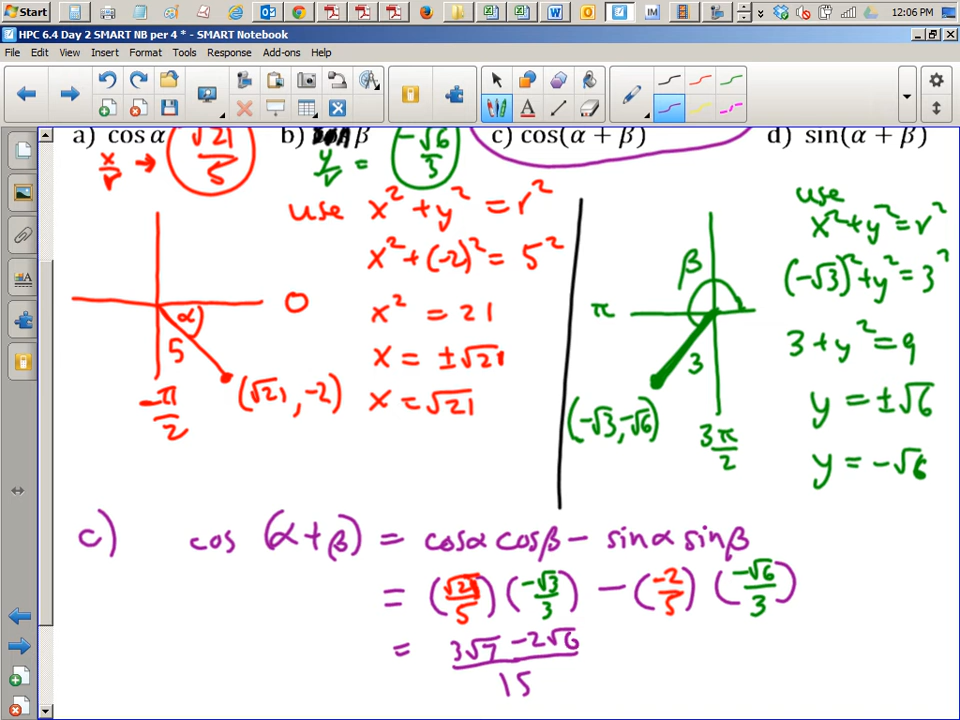 Start
12:06 PM
HPC 6.4 Day 2 SMART NB per 4 * - SMART Notebook
File Edit View Insert Format Tools Response Add-ons Help
a) cos α √21/5 b) β -√6/3 c) cos(α + β) d) sin(α + β)
x/r → y/r =
use x² + y² = r²
x² + (-2)² = 5²
x² = 21
x = ±√21
x = √21
α
0
5
(√21, -2)
-π/2
β
π
3
(-√3, -√6)
3π/2
use
x² + y² = r²
(-√3)² + y² = 3²
3 + y² = 9
y = ±√6
y = -√6
c) cos (α+β) = cosα cosβ - sinα sinβ
= (√21/5)(-√3/3) - (-2/5)(-√6/3)
= 3√7 -2√6/15